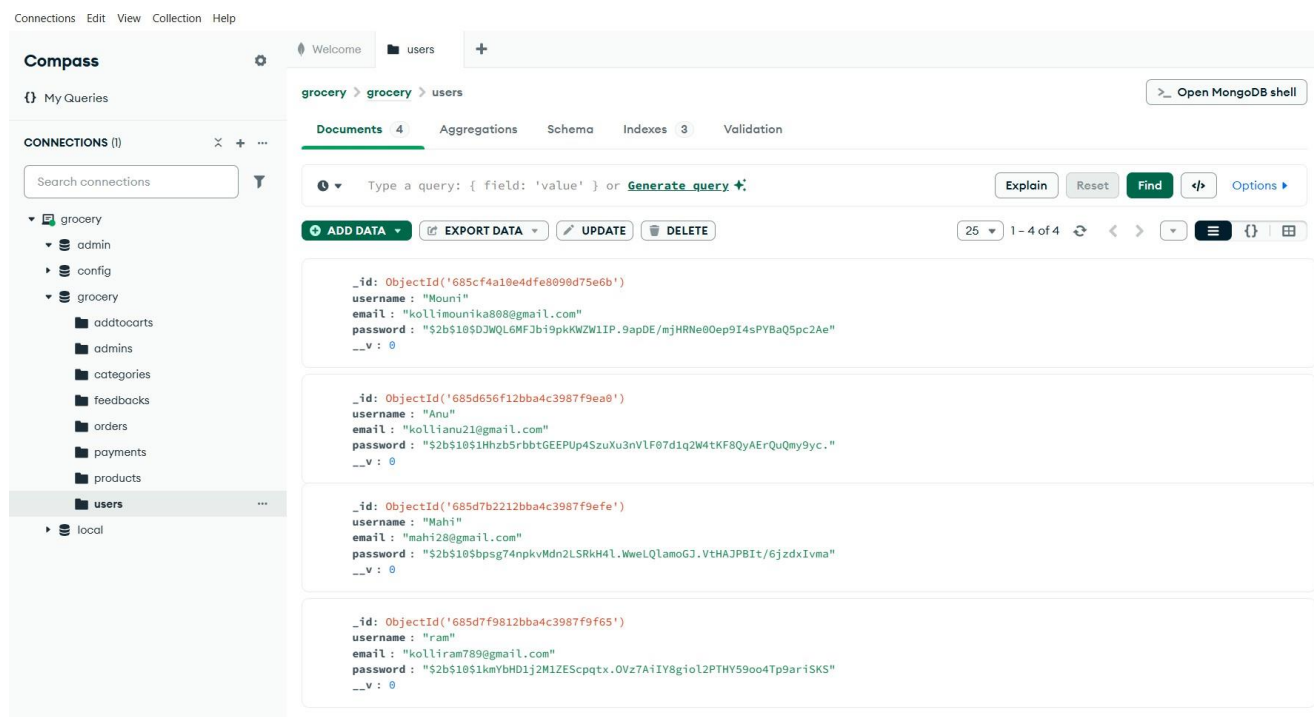 Connections Edit View Collection Help
Compass
{} My Queries
CONNECTIONS (1)
Search connections
grocery
admin
config
grocery
addtocarts
admins
categories
feedbacks
orders
payments
products
users
local
Welcome users
grocery > grocery > users
>_ Open MongoDB shell
Documents 4 Aggregations Schema Indexes 3 Validation
Type a query: { field: 'value' } or Generate query
Explain Reset Find </> Options
ADD DATA EXPORT DATA UPDATE DELETE
25 1 – 4 of 4 {}
_id: ObjectId('685cf4a10e4dfe8090d75e6b')
username : "Mouni"
email : "kollimounika808@gmail.com"
password : "$2b$10$DJWQL6MFJbi9pkKWZW1IP.9apDE/mjHRNe0Oep9I4sPYBaQ5pc2Ae"
__v : 0
_id: ObjectId('685d656f12bba4c3987f9ea0')
username : "Anu"
email : "kollianu21@gmail.com"
password : "$2b$10$1Hhzb5rbbtGEEPUp4SzuXu3nVlF07d1q2W4tKF8QyAErQuQmy9yc."
__v : 0
_id: ObjectId('685d7b2212bba4c3987f9efe')
username : "Mahi"
email : "mahi28@gmail.com"
password : "$2b$10$bpsg74npkvMdn2LSRkH4l.WweLQlamoGJ.VtHAJPBIt/6jzdxIvma"
__v : 0
_id: ObjectId('685d7f9812bba4c3987f9f65')
username : "ram"
email : "kolliram789@gmail.com"
password : "$2b$10$1kmYbHD1j2M1ZEScpqtx.OVz7AiIY8giol2PTHY59oo4Tp9ariSKS"
__v : 0